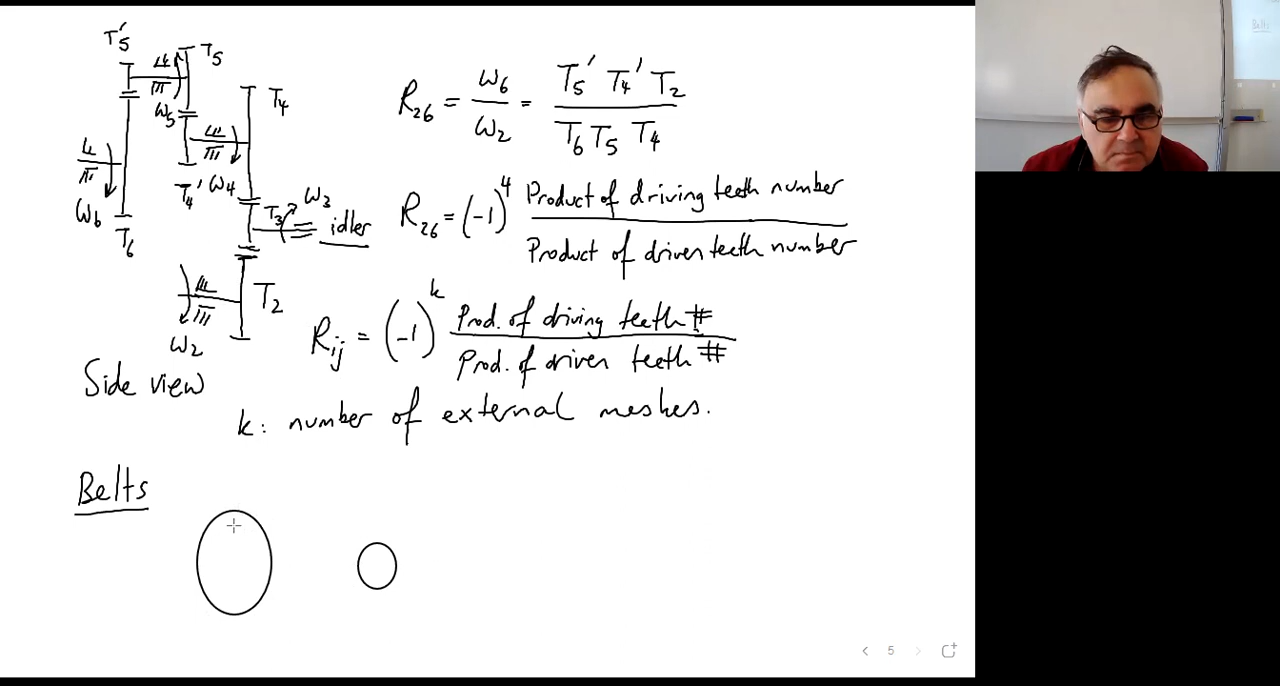 T5' T5
ω5
T4
T4' ω4
ω6
T6
T3 ω3
idler
T2
ω2
Side view
R26 = ω6/ω2 = T5' T4' T2 / T6 T5 T4
R26 = (-1)^4 Product of driving teeth number / Product of driven teeth number
Rij = (-1)^k Prod. of driving teeth # / Prod. of driven teeth #
k: number of external meshes.
Belts
5